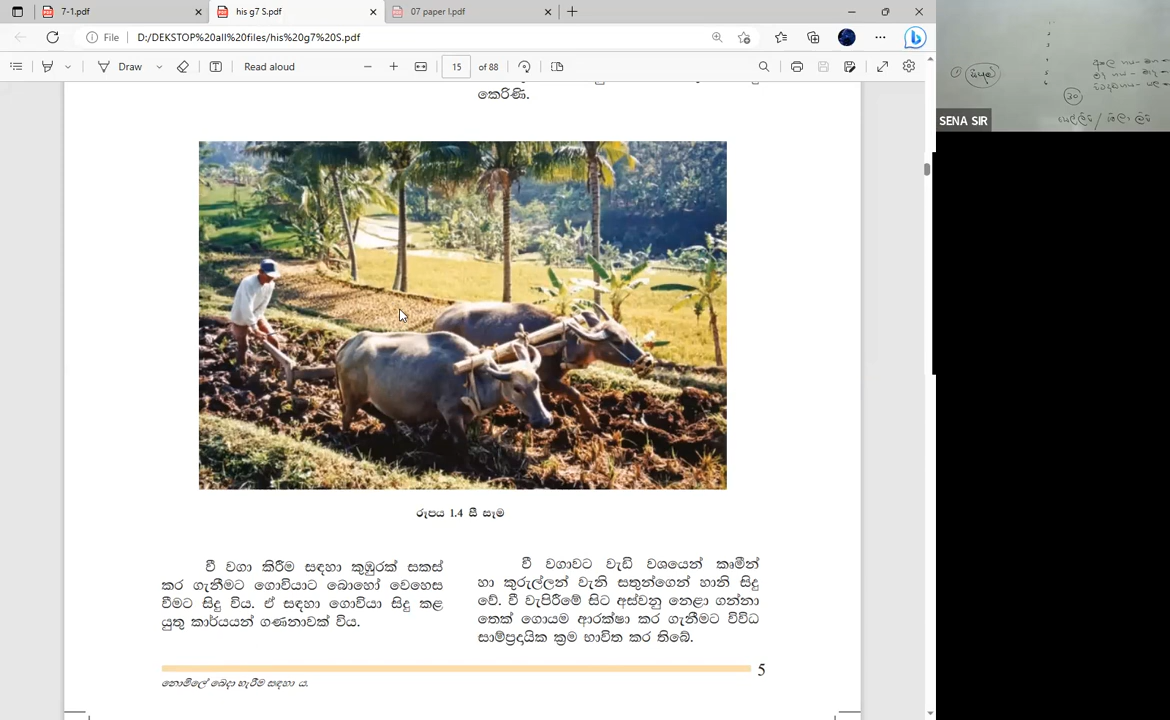 7-1.pdf
his g7 S.pdf
07 paper I.pdf
File
D:/DEKSTOP%20all%20files/his%20g7%20S.pdf
Draw
Read aloud
15
of 88
කෙරිණි.
රූපය 1.4 සී සෑම
වී වගා කිරීම සඳහා කුඹුරක් සකස්
කර ගැනීමට ගොවියාට බොහෝ වෙහෙස
වීමට සිදු විය. ඒ සඳහා ගොවියා සිදු කළ
යුතු කාර්යයන් ගණනාවක් විය.
වී වගාවට වැඩි වශයෙන් කෘමීන්
හා කුරුල්ලන් වැනි සතුන්ගෙන් හානි සිදු
වේ. වී වැපිරීමේ සිට අස්වනු නෙළා ගන්නා
තෙක් ගොයම ආරක්ෂා කර ගැනීමට විවිධ
සාම්ප්‍රදායික ක්‍රම භාවිත කර තිබේ.
5
නොමිලේ බෙදා හැරීම සඳහා ය.
30
SENA SIR